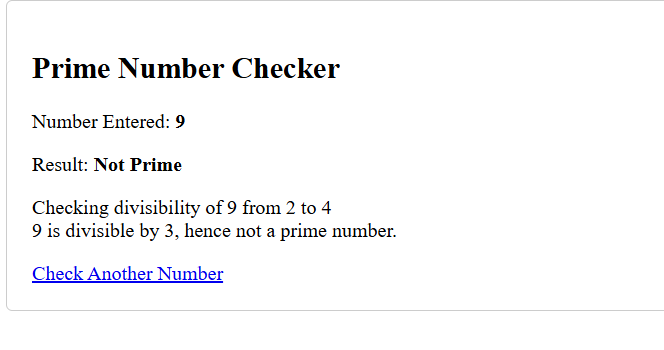 Prime Number Checker
Number Entered: 9
Result: Not Prime
Checking divisibility of 9 from 2 to 4
9 is divisible by 3, hence not a prime number.
Check Another Number